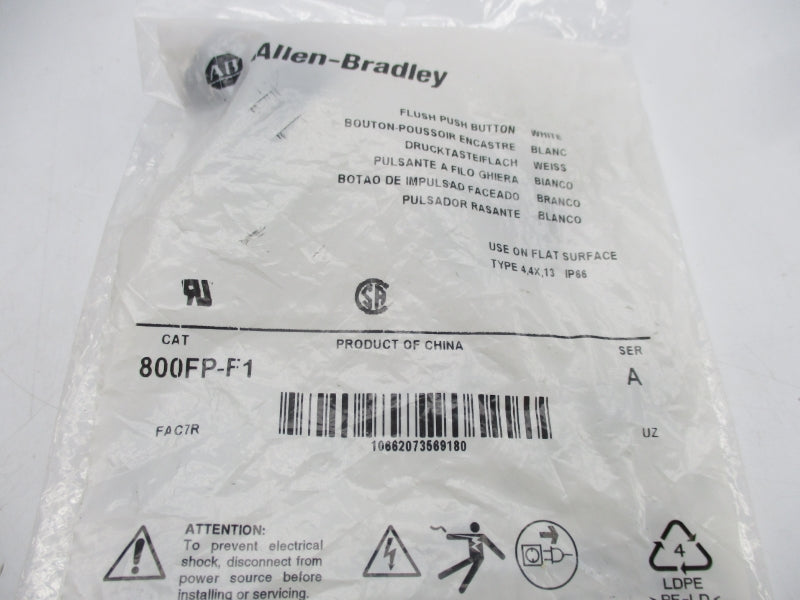 AB Allen-Bradley
FLUSH PUSH BUTTON WHITE
BOUTON-POUSSOIR ENCASTRE BLANC
DRUCKTASTE/FLACH WEISS
PULSANTE A FILO GHIERA BIANCO
BOTAO DE IMPULSAO FACEADO BRANCO
PULSADOR RASANTE BLANCO
USE ON FLAT SURFACE
TYPE 4,4X,13 IP66
CAT
PRODUCT OF CHINA
SER
800FP-F1
A
FAC7R
UZ
10662073569180
ATTENTION:
To prevent electrical
shock, disconnect from
power source before
installing or servicing.
4
LDPE
>PE-LD<